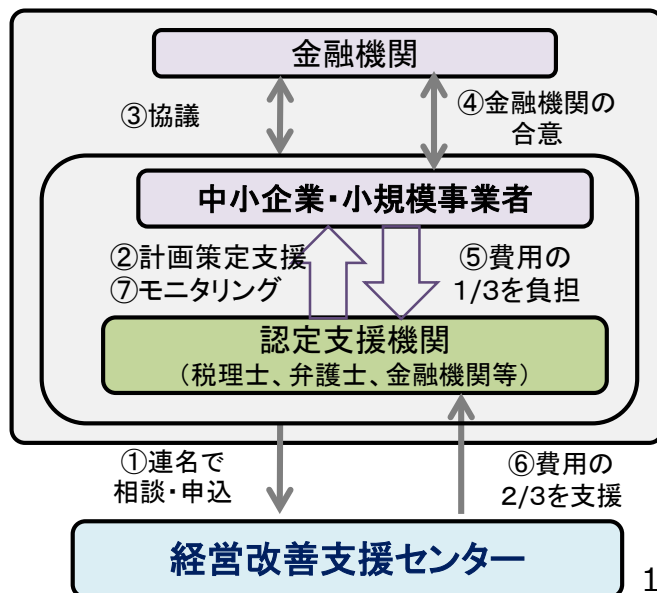 金融機関
③協議
④金融機関の
合意
中小企業・小規模事業者
②計画策定支援
⑦モニタリング
⑤費用の
1/3を負担
認定支援機関
（税理士、弁護士、金融機関等）
①連名で
相談・申込
⑥費用の
2/3を支援
経営改善支援センター
1